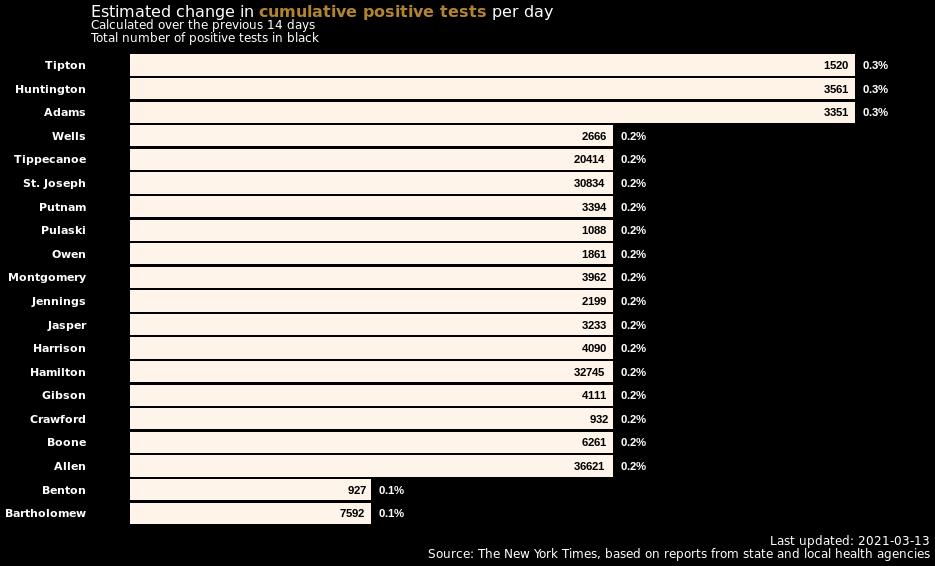 Estimated change in cumulative positive tests per day
Calculated over the previous 14 days
Total number of positive tests in black
Tipton 1520 0.3%
Huntington 3561 0.3%
Adams 3351 0.3%
Wells 2666 0.2%
Tippecanoe 20414 0.2%
St. Joseph 30834 0.2%
Putnam 3394 0.2%
Pulaski 1088 0.2%
Owen 1861 0.2%
Montgomery 3962 0.2%
Jennings 2199 0.2%
Jasper 3233 0.2%
Harrison 4090 0.2%
Hamilton 32745 0.2%
Gibson 4111 0.2%
Crawford 932 0.2%
Boone 6261 0.2%
Allen 36621 0.2%
Benton 927 0.1%
Bartholomew 7592 0.1%
Last updated: 2021-03-13
Source: The New York Times, based on reports from state and local health agencies